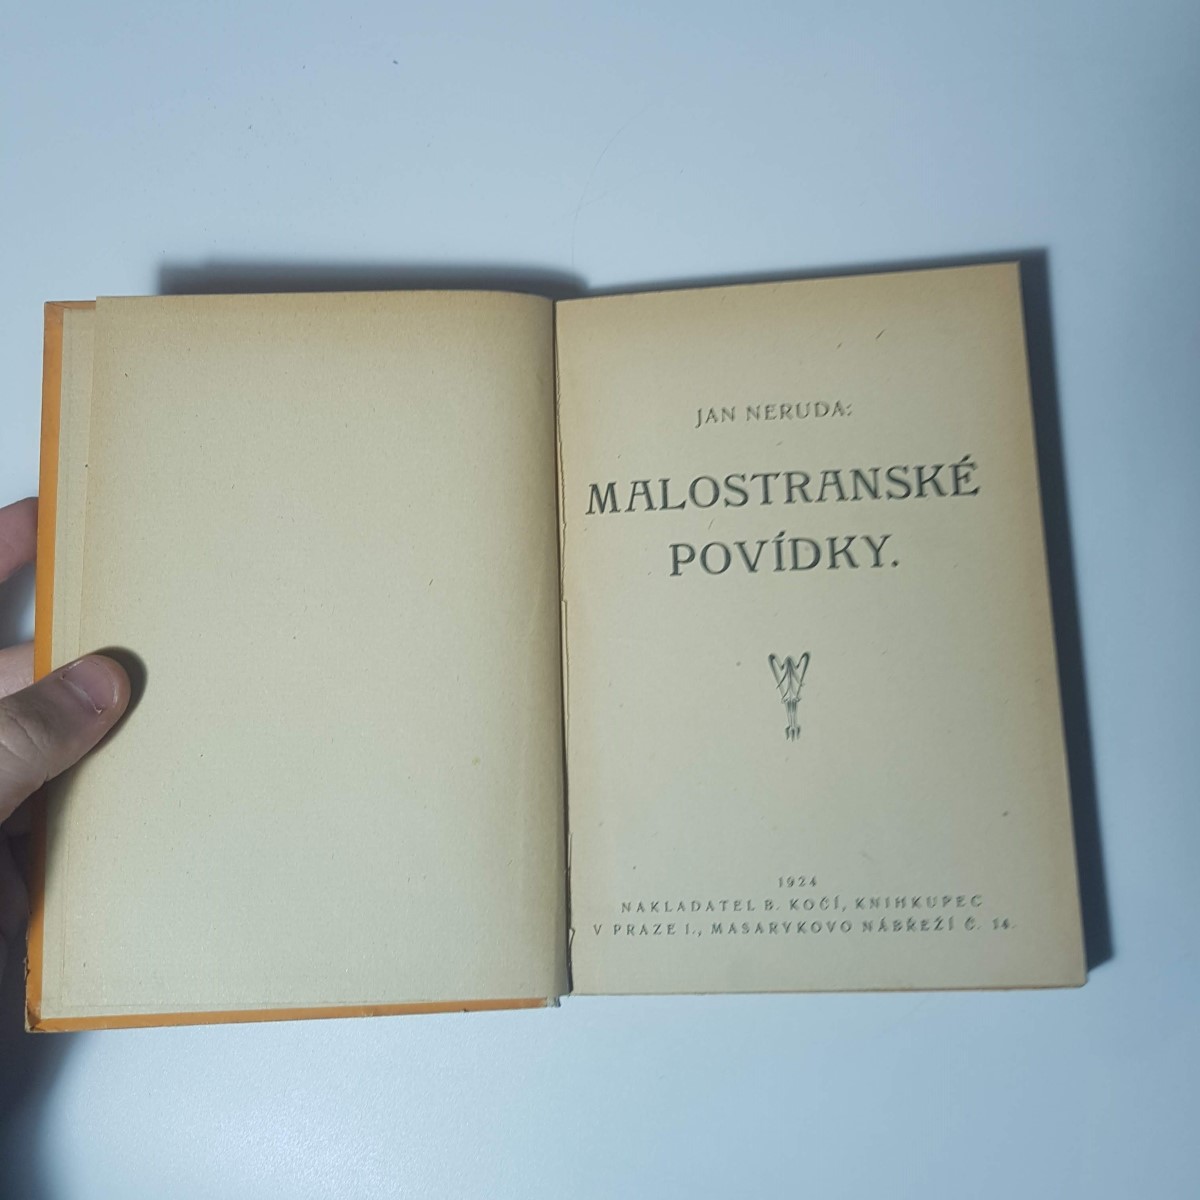 JAN NERUDA:
MALOSTRANSKÉ
POVÍDKY.
1924
NAKLADATEL B. KOČÍ, KNIHKUPEC
V PRAZE I., MASARYKOVO NÁBŘEŽÍ Č. 14.